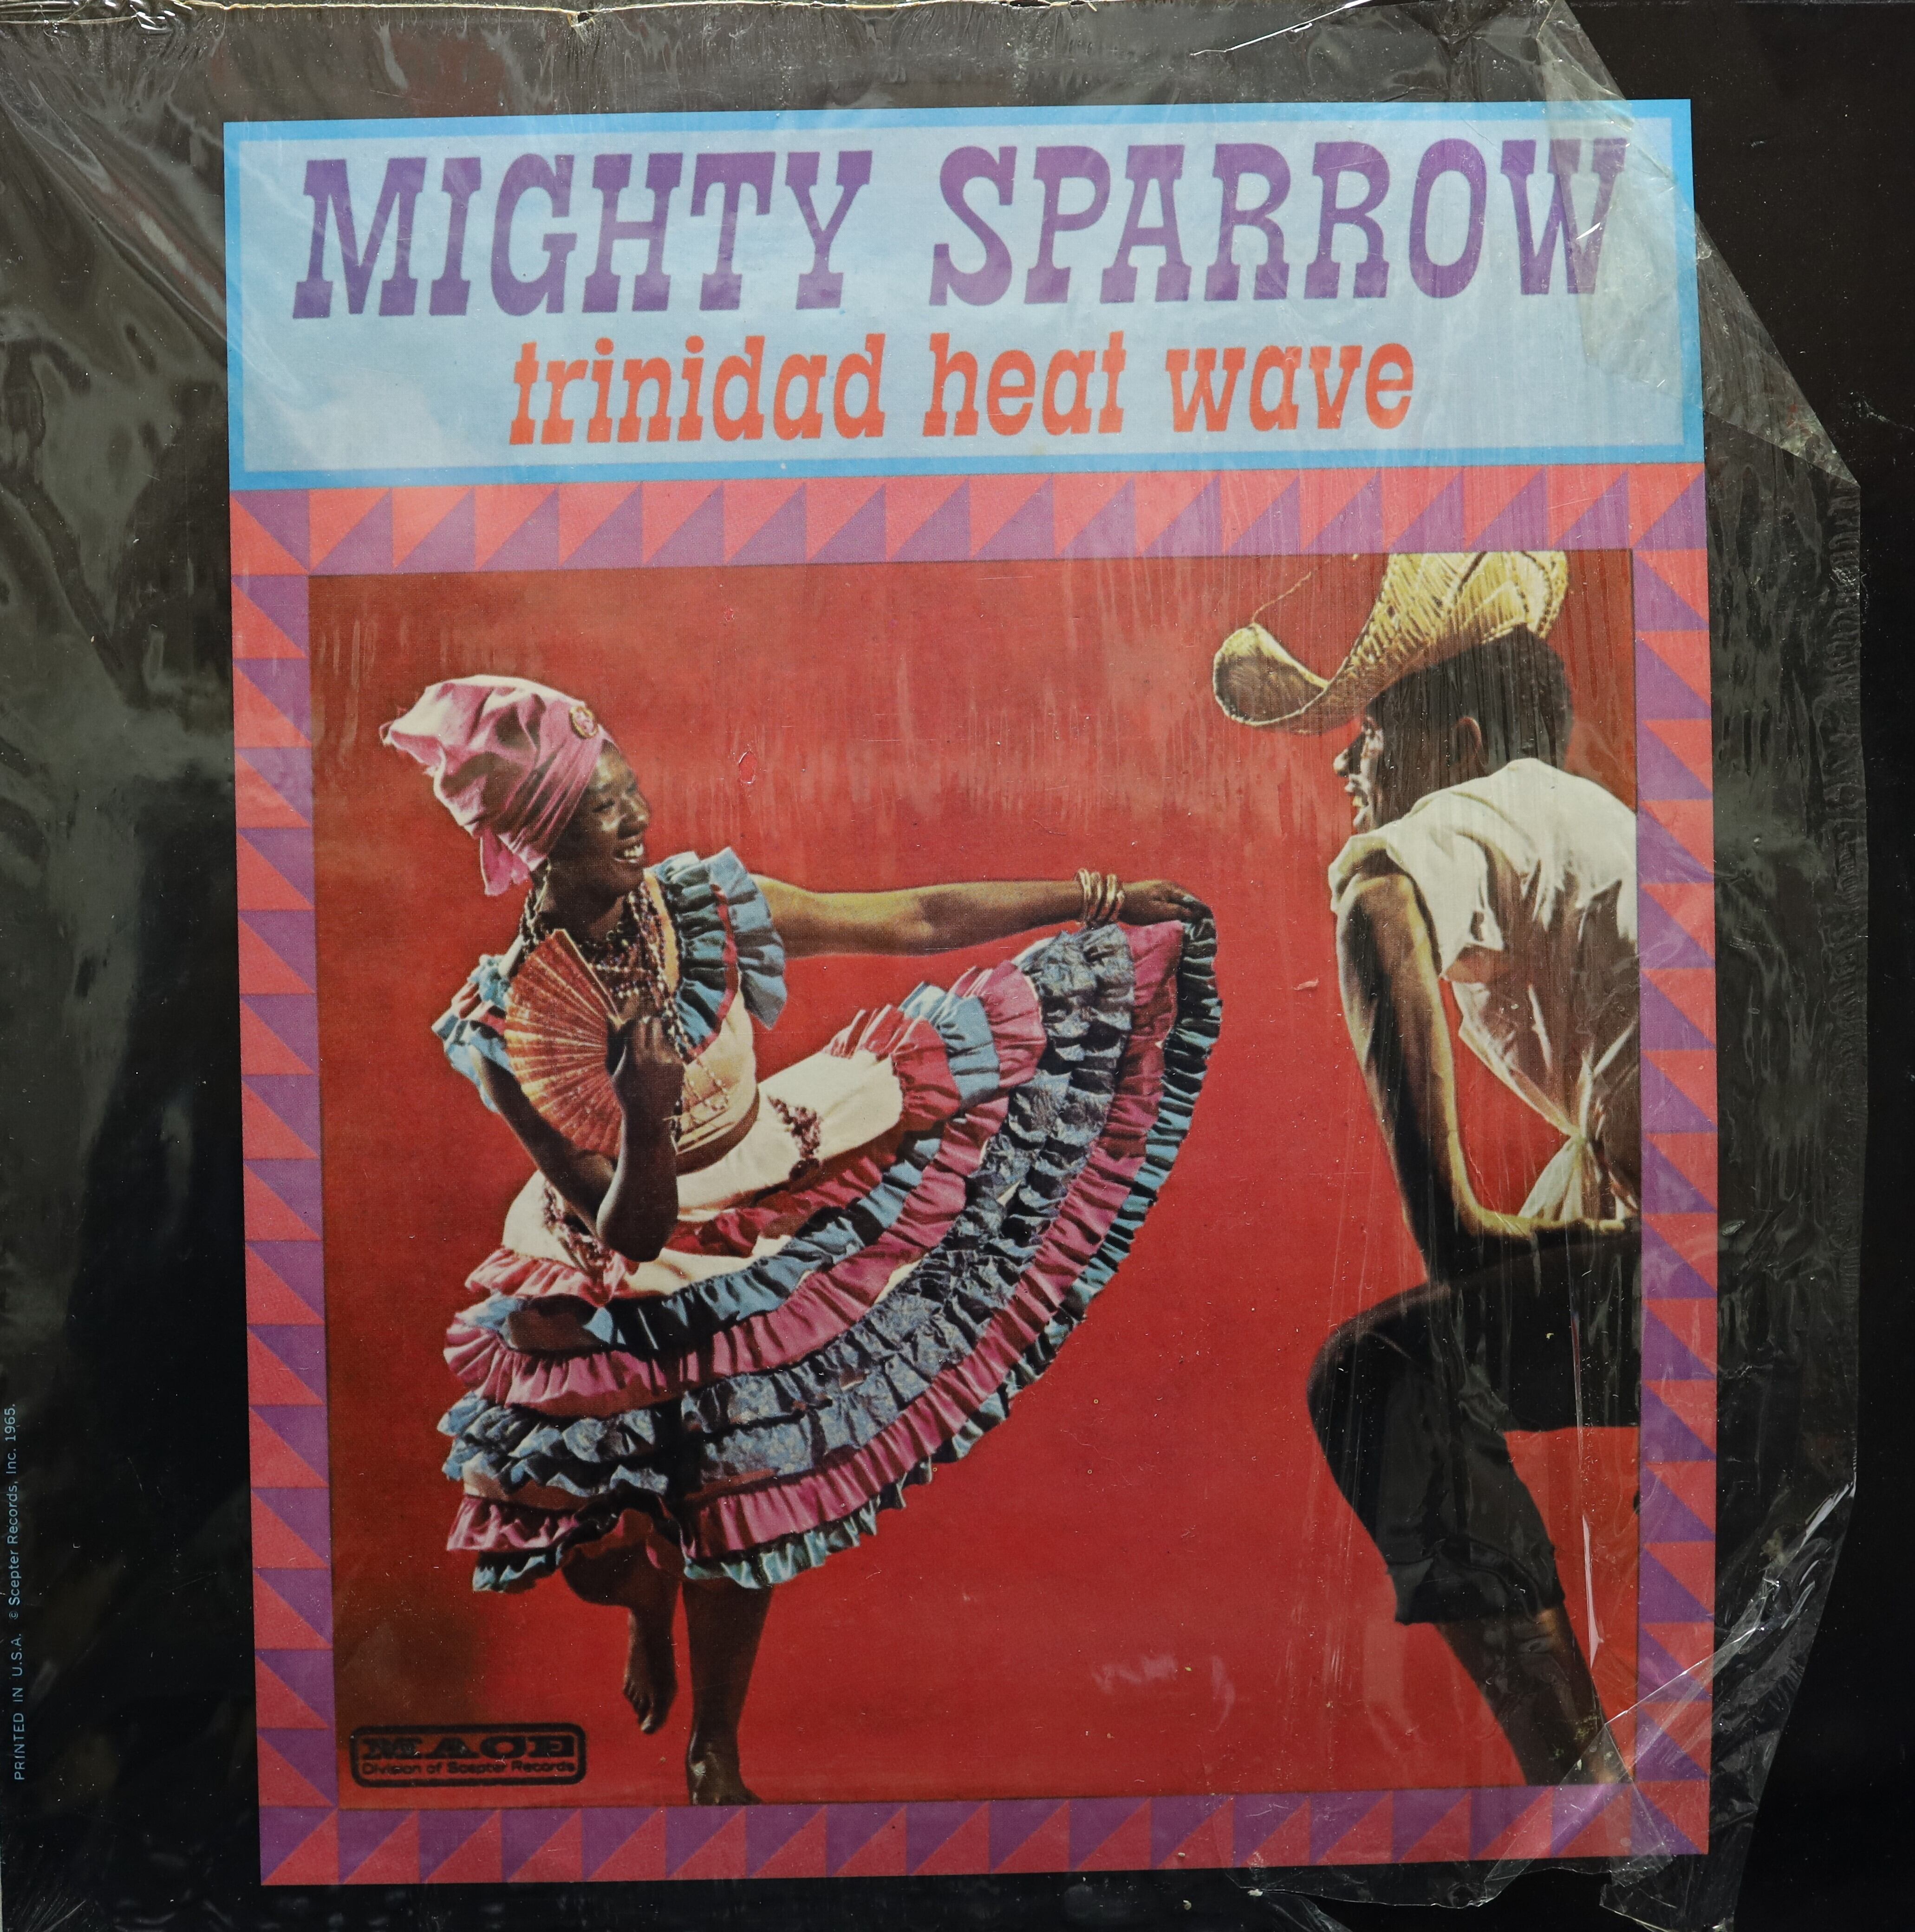 MIGHTY SPARROW
trinidad heat wave
MACE
Division of Scepter Records
PRINTED IN U.S.A. © Scepter Records, Inc. 1965.